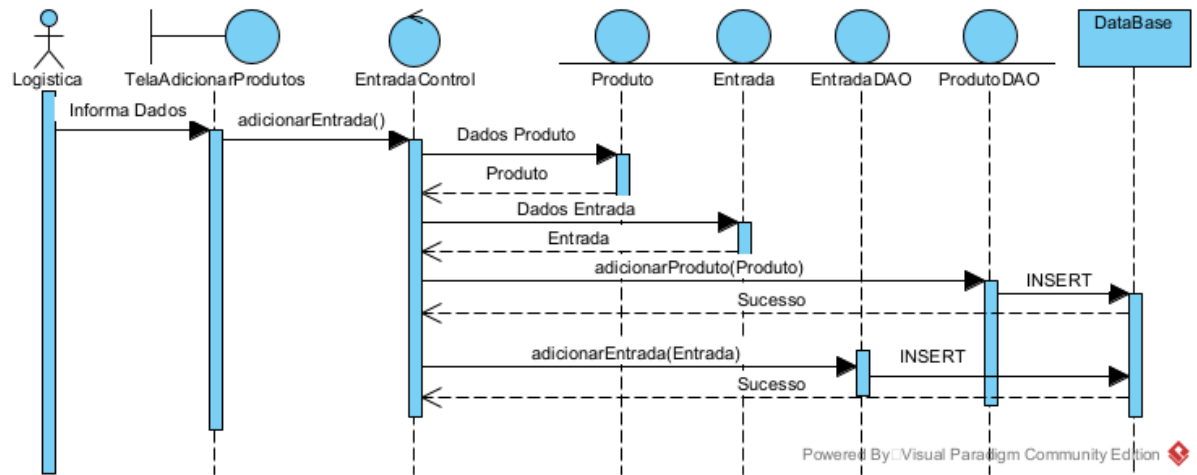 DataBase
Logistica
TelaAdicionarProdutos
EntradaControl
Produto
Entrada
EntradaDAO
ProdutoDAO
Informa Dados
adicionarEntrada()
Dados Produto
Produto
Dados Entrada
Entrada
adicionarProduto(Produto)
INSERT
Sucesso
adicionarEntrada(Entrada)
INSERT
Sucesso
Powered By Visual Paradigm Community Edition